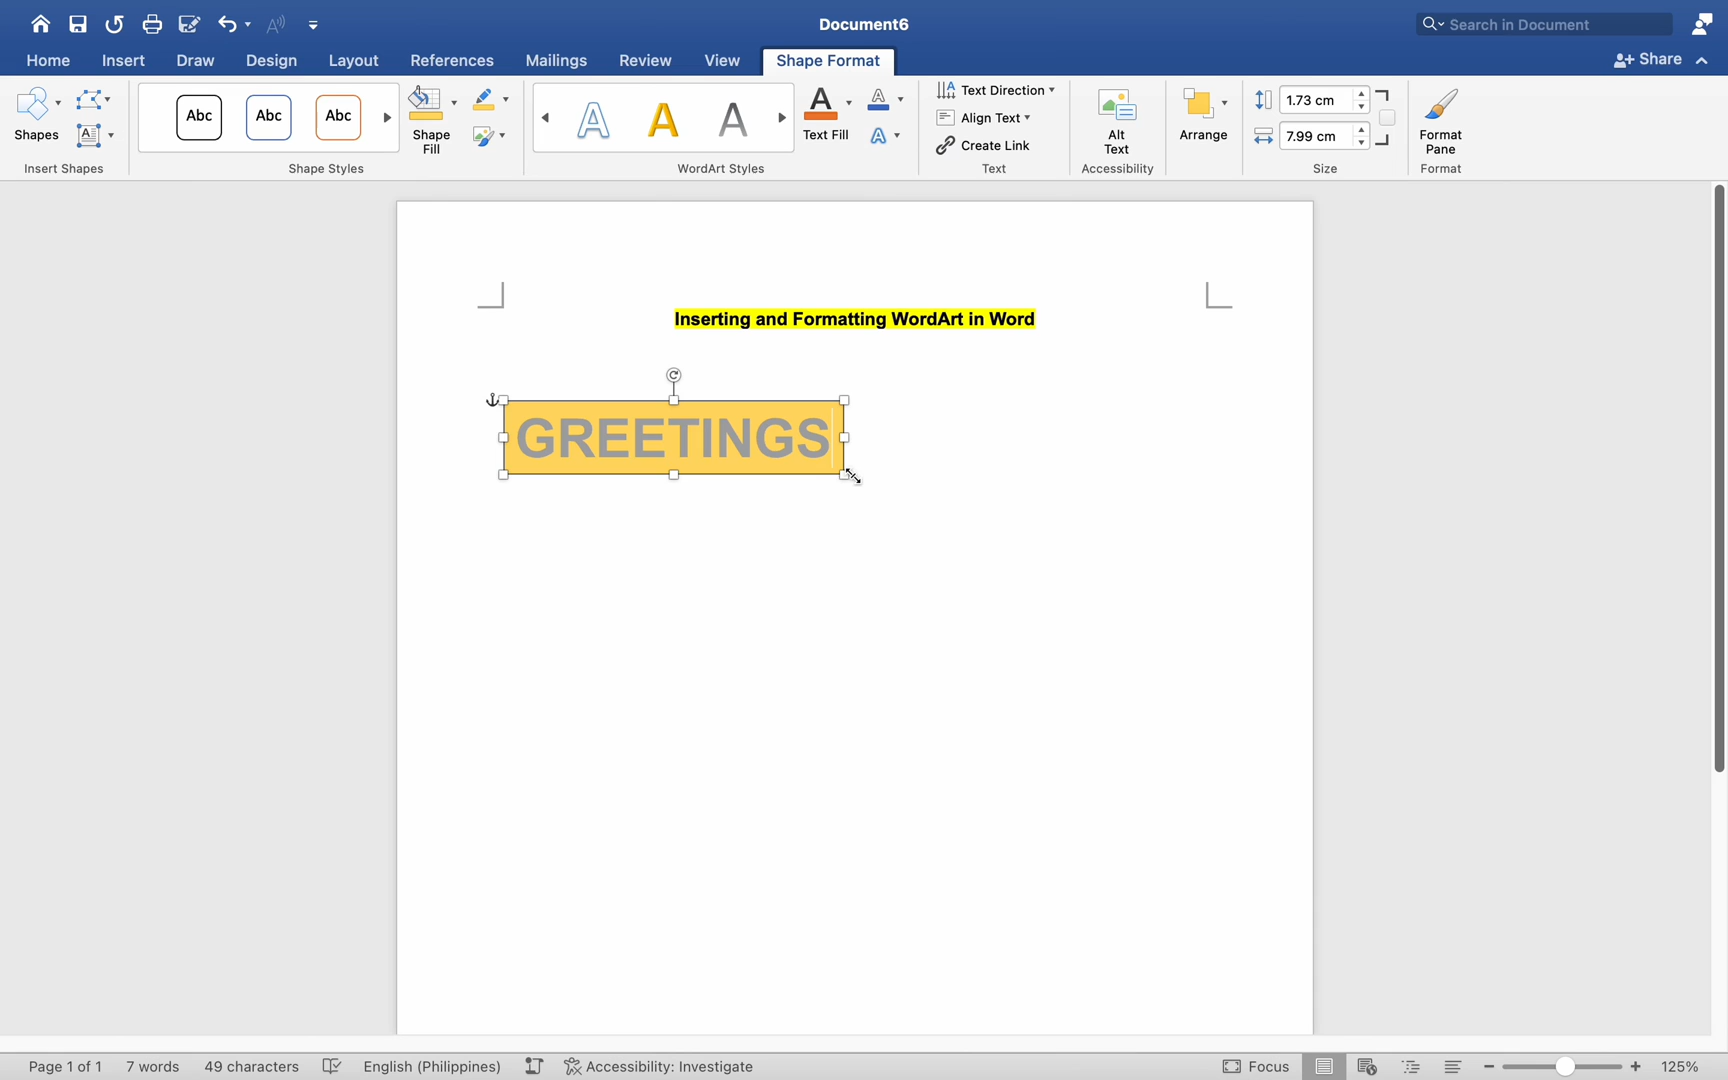 Document6
Search in Document
Home Insert Draw Design Layout References Mailings Review View Shape Format
Share
Shapes
Insert Shapes
Abc Abc Abc
Shape Fill
Shape Styles
A A A
WordArt Styles
Text Fill
Text Direction
Align Text
Create Link
Text
Alt Text
Accessibility
Arrange
1.73 cm
7.99 cm
Size
Format Pane
Format
Inserting and Formatting WordArt in Word
GREETINGS
Page 1 of 1 7 words 49 characters English (Philippines) Accessibility: Investigate Focus 125%